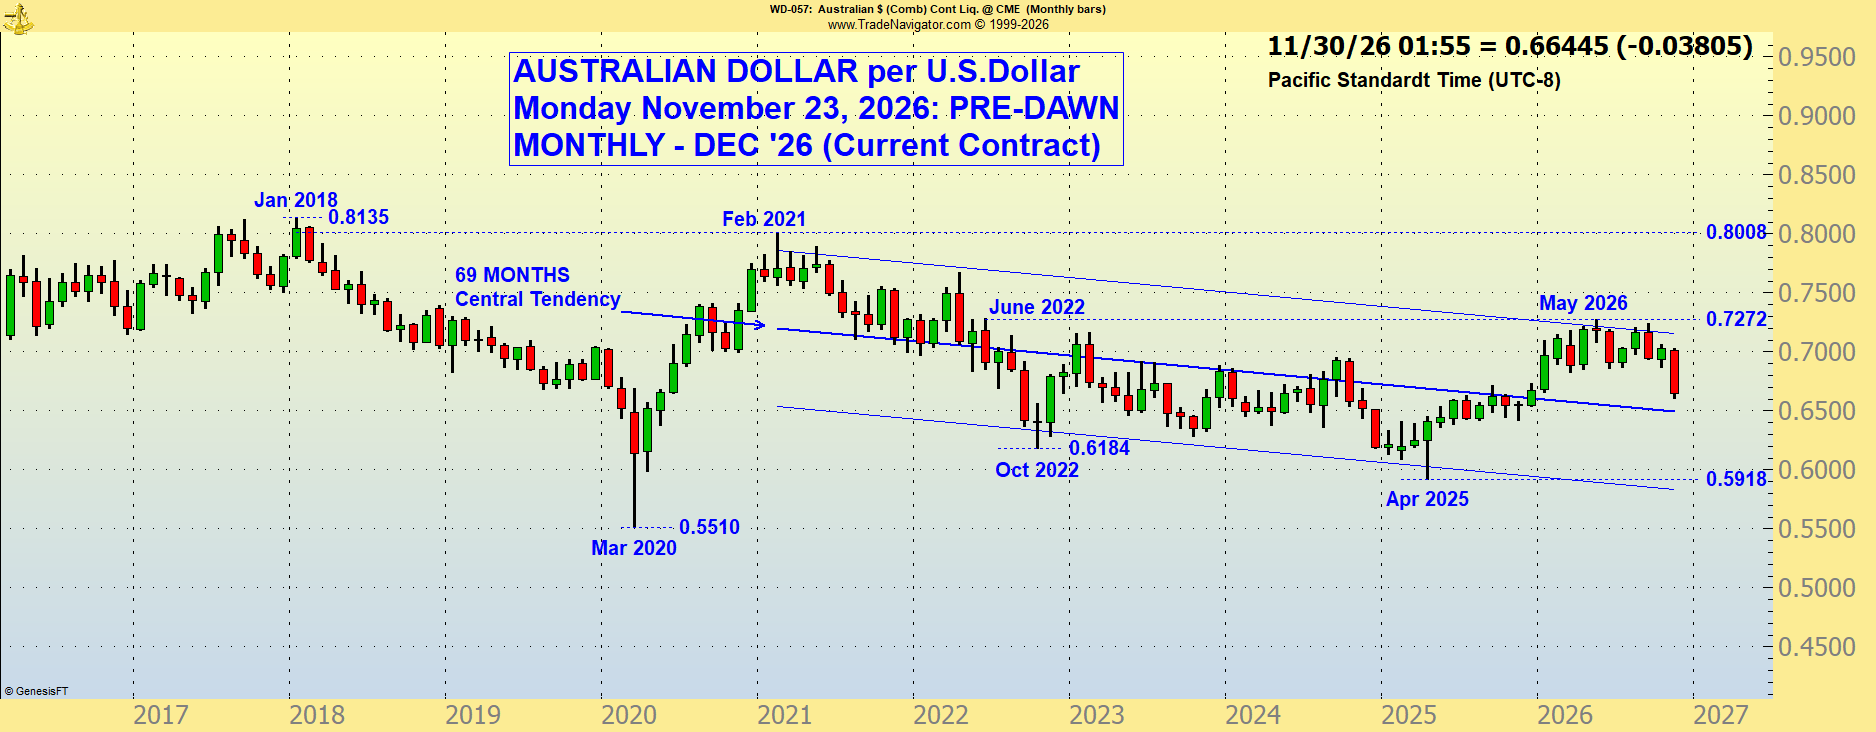 WD-057: Australian $ (Comb) Cont Liq. @ CME (Monthly bars)
www.TradeNavigator.com © 1999-2026
11/30/26 01:55 = 0.66445 (-0.03805)
Pacific Standardt Time (UTC-8)
AUSTRALIAN DOLLAR per U.S.Dollar
Monday November 23, 2026: PRE-DAWN
MONTHLY - DEC '26 (Current Contract)
Jan 2018
0.8135
Feb 2021
0.8008
69 MONTHS
Central Tendency
June 2022
May 2026
0.7272
0.6184
Oct 2022
0.5918
Apr 2025
0.5510
Mar 2020
0.9500
0.9000
0.8500
0.8000
0.7500
0.7000
0.6500
0.6000
0.5500
0.5000
0.4500
© GenesisFT
2017
2018
2019
2020
2021
2022
2023
2024
2025
2026
2027